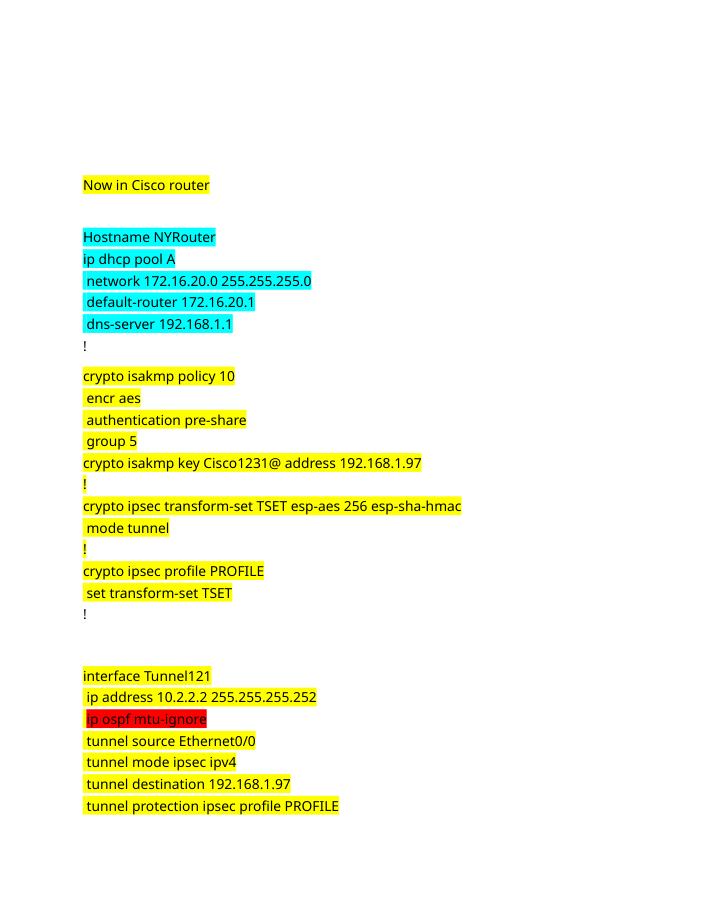 Now in Cisco router
Hostname NYRouter
ip dhcp pool A
network 172.16.20.0 255.255.255.0
default-router 172.16.20.1
dns-server 192.168.1.1
!
crypto isakmp policy 10
encr aes
authentication pre-share
group 5
crypto isakmp key Cisco1231@ address 192.168.1.97
!
crypto ipsec transform-set TSET esp-aes 256 esp-sha-hmac
mode tunnel
!
crypto ipsec profile PROFILE
set transform-set TSET
!
interface Tunnel121
ip address 10.2.2.2 255.255.255.252
ip ospf mtu-ignore
tunnel source Ethernet0/0
tunnel mode ipsec ipv4
tunnel destination 192.168.1.97
tunnel protection ipsec profile PROFILE